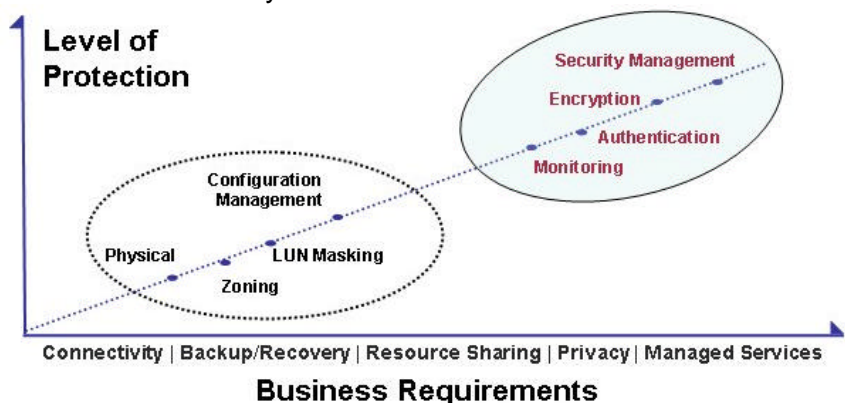 Level of
Protection
Security Management
Encryption
Authentication
Monitoring
Configuration
Management
Physical
LUN Masking
Zoning
Connectivity | Backup/Recovery | Resource Sharing | Privacy | Managed Services
Business Requirements